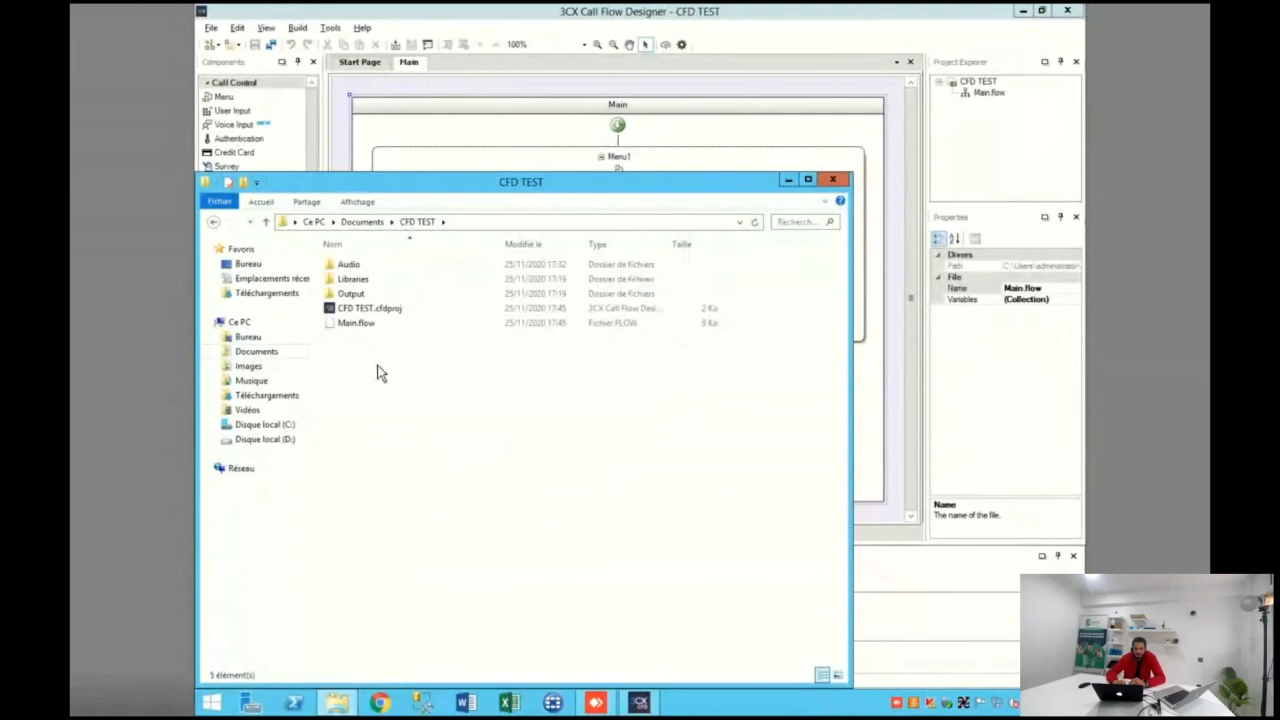 3CX Call Flow Designer - CFD TEST
File Edit View Build Tools Help
100%
Components
Start Page Main
Project Explorer
Call Control
Menu
User Input
Voice Input
Authentication
Credit Card
Survey
Main
Menu1
CFD TEST
Main.flow
CFD TEST
Fichier Accueil Partage Affichage
Ce PC Documents CFD TEST
Recherch...
Nom Modifié le Type Taille
Favoris
Bureau
Emplacements récen
Téléchargements
Ce PC
Bureau
Documents
Images
Musique
Téléchargements
Vidéos
Disque local (C:)
Disque local (D:)
Réseau
Audio 25/11/2020 17:32 Dossier de fichiers
Libraries 25/11/2020 17:19 Dossier de fichiers
Output 25/11/2020 17:19 Dossier de fichiers
CFD TEST.cfdproj 25/11/2020 17:45 3CX Call Flow Desi... 2 Ko
Main.flow 25/11/2020 17:45 Fichier FLOW 8 Ko
5 élément(s)
Properties
Divers
Path C:\Users\administrator\
File
Name Main.flow
Variables (Collection)
Name
The name of the file.